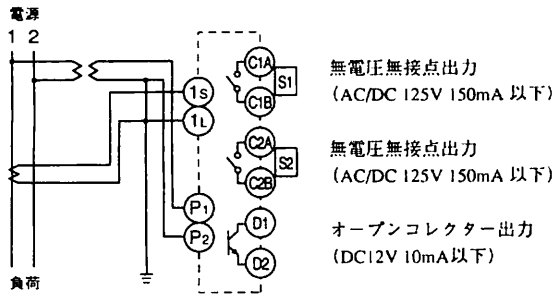 電源
1 2
C1A
S1
C1B
無電圧無接点出力
(AC/DC 125V 150mA 以下)
1S
1L
C2A
S2
C2B
無電圧無接点出力
(AC/DC 125V 150mA 以下)
P1
P2
D1
D2
オープンコレクター出力
(DC12V 10mA以下)
負荷